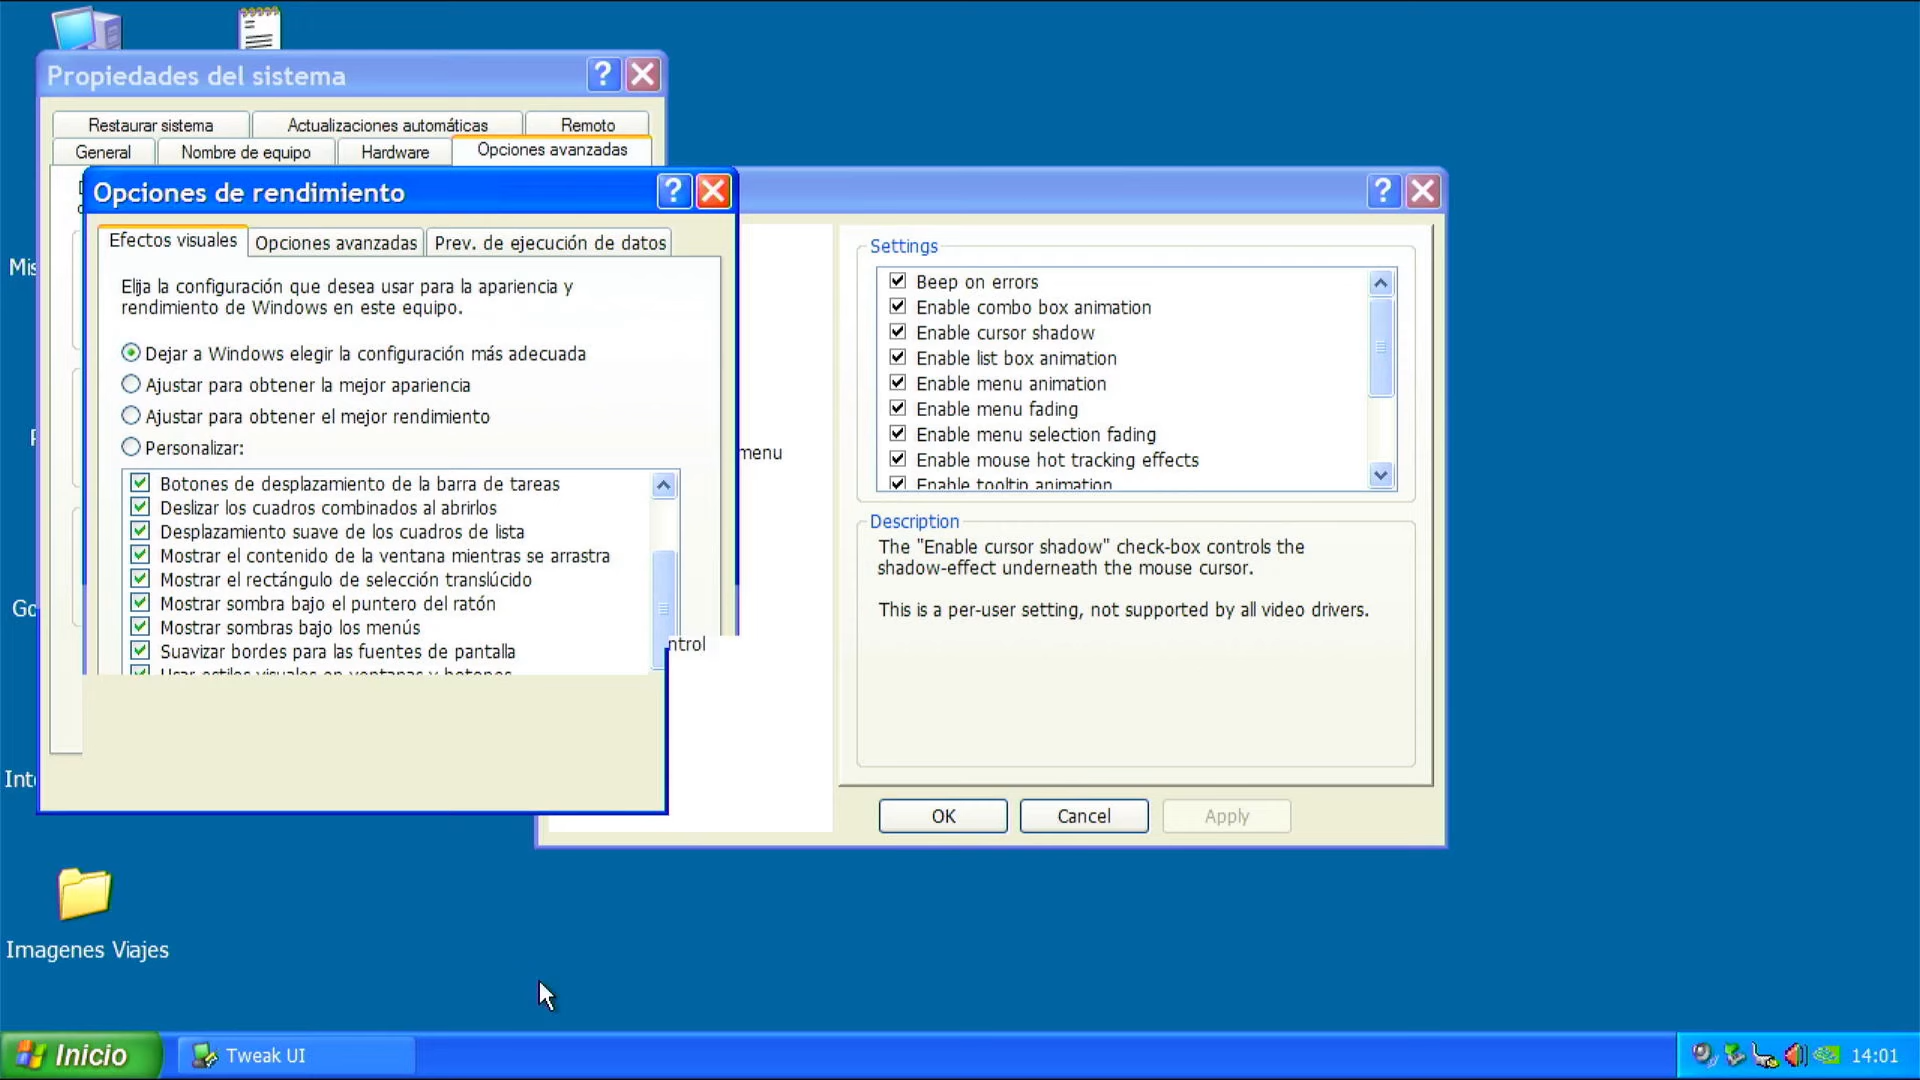 Propiedades del sistema
Restaurar sistema
Actualizaciones automáticas
Remoto
General
Nombre de equipo
Hardware
Opciones avanzadas
Opciones de rendimiento
Efectos visuales
Opciones avanzadas
Prev. de ejecución de datos
Elija la configuración que desea usar para la apariencia y
rendimiento de Windows en este equipo.
Dejar a Windows elegir la configuración más adecuada
Ajustar para obtener la mejor apariencia
Ajustar para obtener el mejor rendimiento
Personalizar:
Botones de desplazamiento de la barra de tareas
Deslizar los cuadros combinados al abrirlos
Desplazamiento suave de los cuadros de lista
Mostrar el contenido de la ventana mientras se arrastra
Mostrar el rectángulo de selección translúcido
Mostrar sombra bajo el puntero del ratón
Mostrar sombras bajo los menús
Suavizar bordes para las fuentes de pantalla
Usar estilos visuales en ventanas y botones
menu
ntrol
Settings
Beep on errors
Enable combo box animation
Enable cursor shadow
Enable list box animation
Enable menu animation
Enable menu fading
Enable menu selection fading
Enable mouse hot tracking effects
Enable tooltip animation
Description
The "Enable cursor shadow" check-box controls the
shadow-effect underneath the mouse cursor.
This is a per-user setting, not supported by all video drivers.
OK
Cancel
Apply
Mis
Go
Inte
Imagenes Viajes
Inicio
Tweak UI
14:01